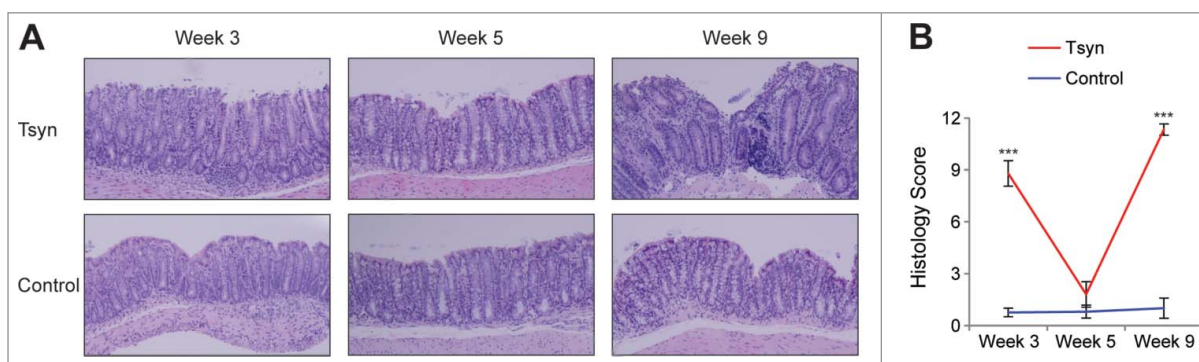 A
Week 3
Week 5
Week 9
Tsyn
Control
B
Tsyn
Control
Histology Score
12
9
6
3
0
***
***
Week 3
Week 5
Week 9